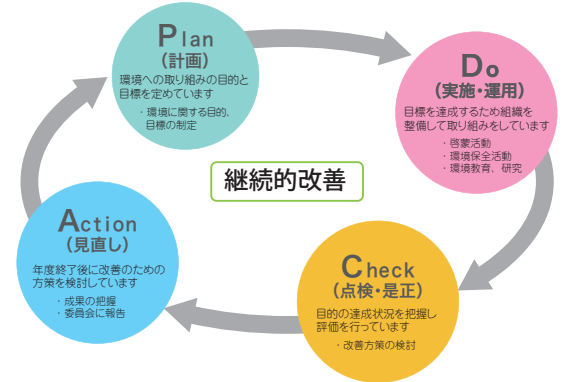 Plan
(計画)
環境への取り組みの目的と
目標を定めています
・環境に関する目的、
目標の制定
Do
(実施・運用)
目標を達成するため組織を
整備して取り組みをしています
・啓蒙活動
・環境保全活動
・環境教育、研究
継続的改善
Action
(見直し)
年度終了後に改善のための
方策を検討しています
・成果の把握
・委員会に報告
Check
(点検・是正)
目的の達成状況を把握し
評価を行っています
・改善方策の検討